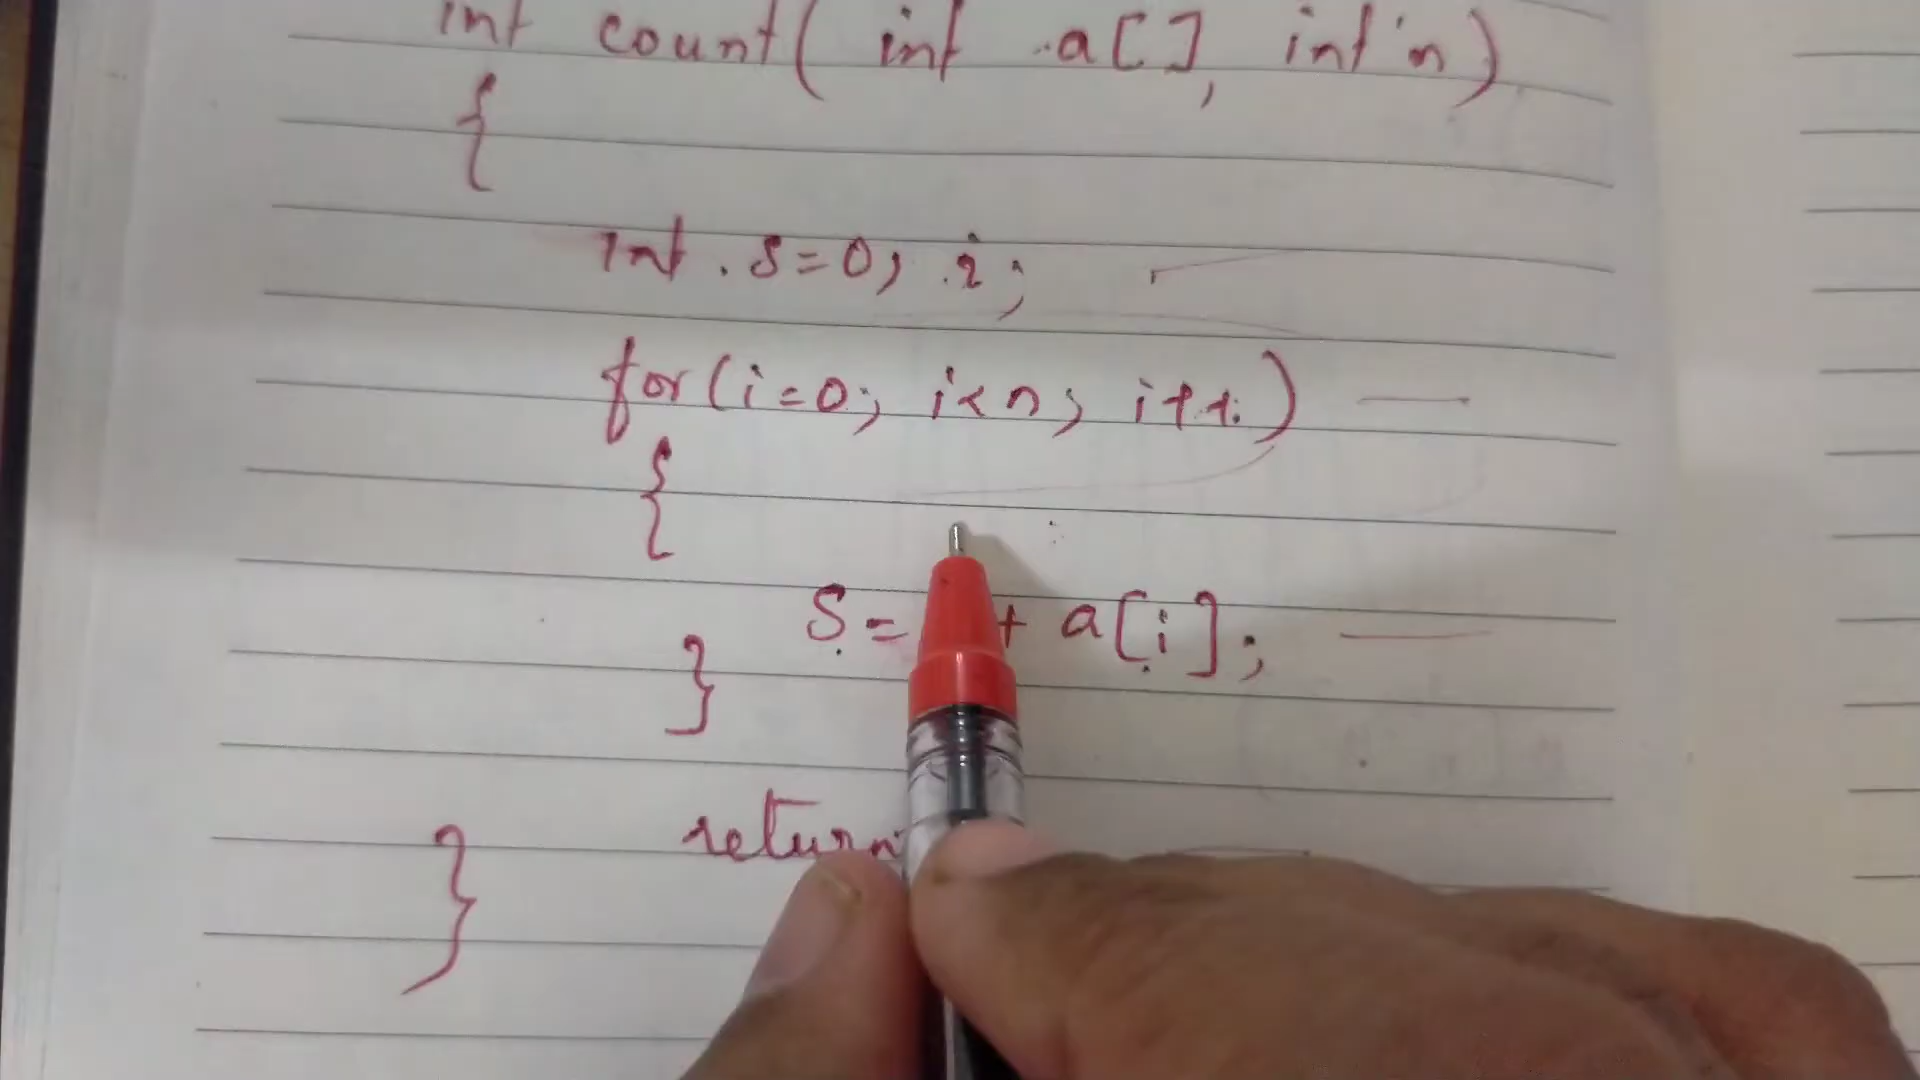 int count( int a[], int n)
{
int s=0, i;
for(i=0; i<n; i++)
{
S= + a[i];
}
return
}